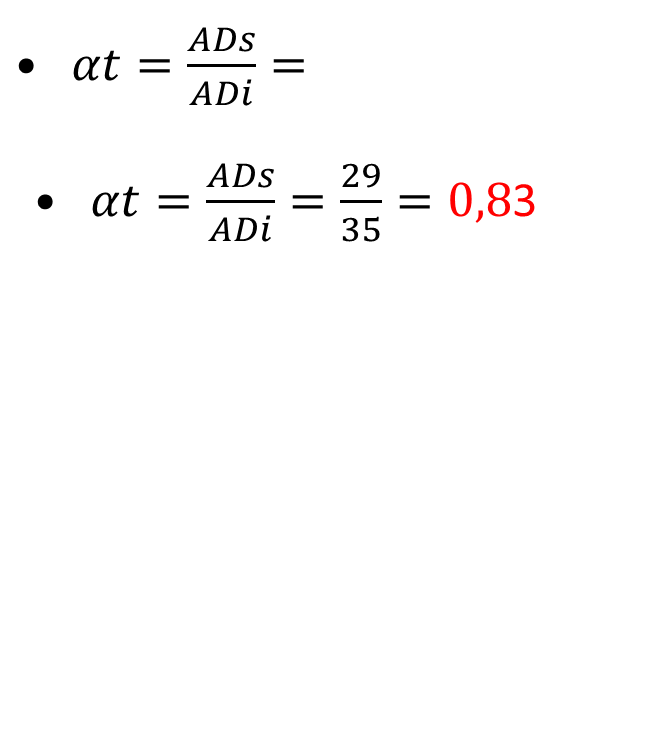 • αt = ADs/ADi =
• αt = ADs/ADi = 29/35 = 0,83